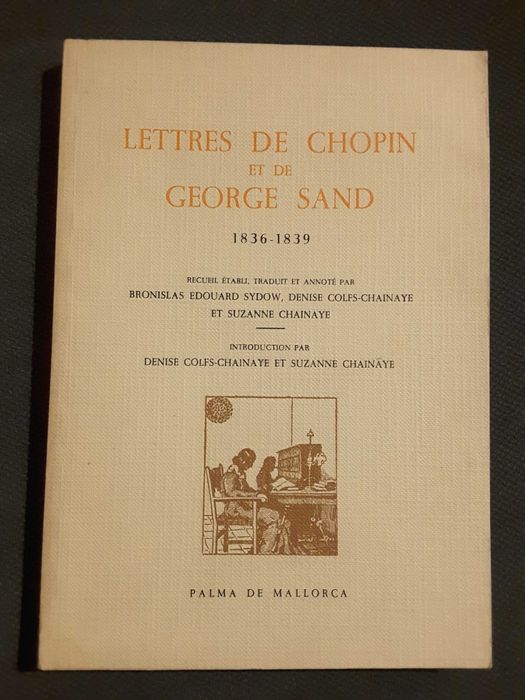 LETTRES DE CHOPIN
ET DE
GEORGE SAND
1836-1839
RECUEIL ÉTABLI, TRADUIT ET ANNOTÉ PAR
BRONISLAS EDOUARD SYDOW, DENISE COLFS-CHAINAYE
ET SUZANNE CHAINAYE
INTRODUCTION PAR
DENISE COLFS-CHAINAYE ET SUZANNE CHAINAYE
PALMA DE MALLORCA